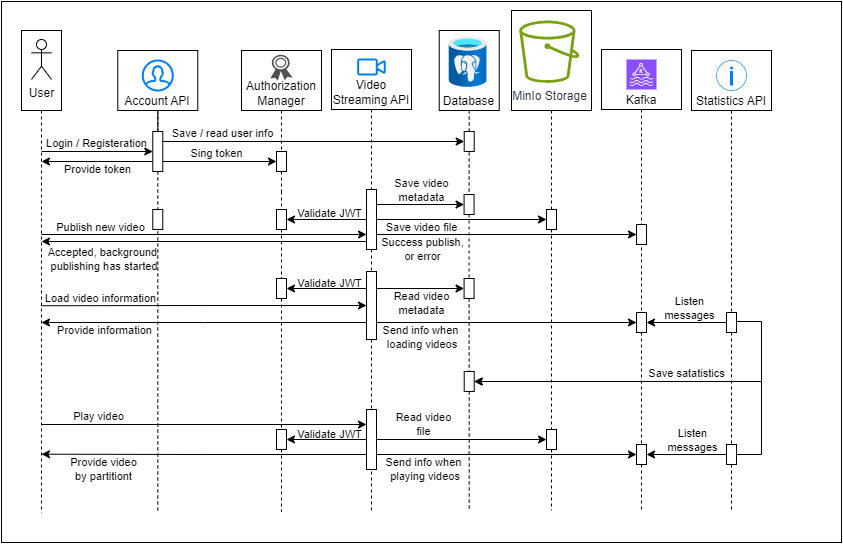 User
Account API
Authorization
Manager
Video
Streaming API
Database
MinIo Storage
Kafka
Statistics API
Save / read user info
Login / Registeration
Sing token
Provide token
Save video
metadata
Validate JWT
Publish new video
Save video file
Accepted, background
publishing has started
Success publish,
or error
Validate JWT
Load video information
Read video
metadata
Listen
messages
Provide information
Send info when
loading videos
Save satatistics
Play video
Read video
file
Validate JWT
Listen
messages
Provide video
by partitiont
Send info when
playing videos